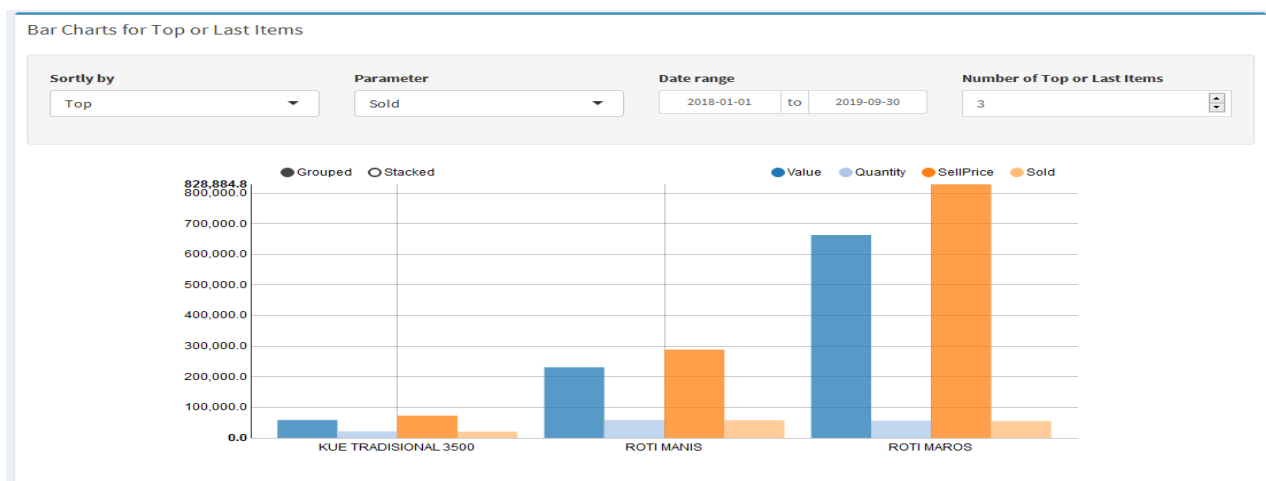 Bar Charts for Top or Last Items
Sortly by Parameter Date range Number of Top or Last Items
Top Sold 2018-01-01 to 2019-09-30 3
Grouped Stacked Value Quantity SellPrice Sold
828,884.8
800,000.0
700,000.0
600,000.0
500,000.0
400,000.0
300,000.0
200,000.0
100,000.0
0.0
KUE TRADISIONAL 3500 ROTI MANIS ROTI MAROS